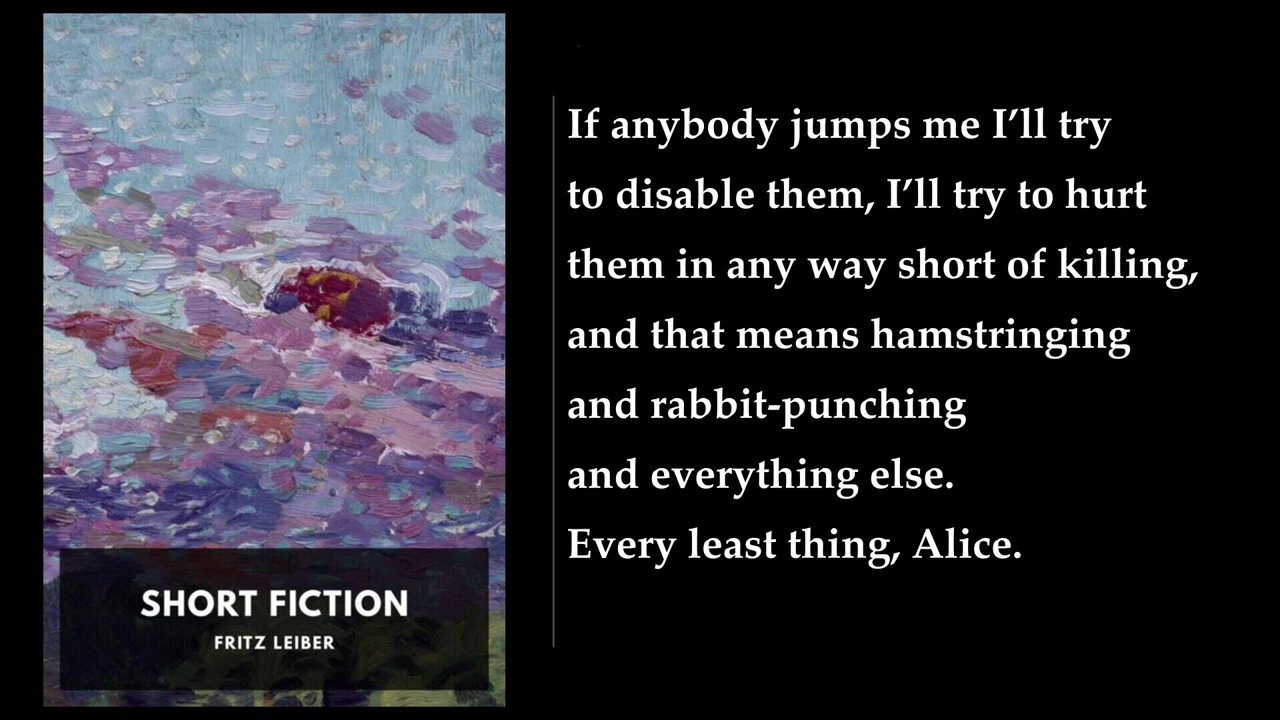 SHORT FICTION
FRITZ LEIBER
If anybody jumps me I’ll try
to disable them, I’ll try to hurt
them in any way short of killing,
and that means hamstringing
and rabbit-punching
and everything else.
Every least thing, Alice.